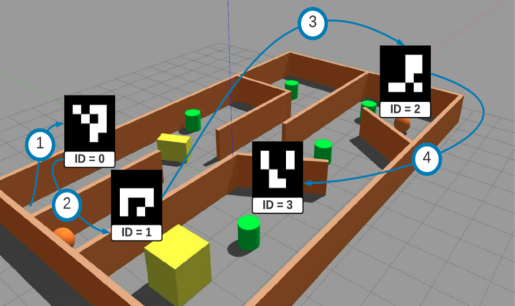 3
ID = 2
1
ID = 0
4
2
ID = 1
ID = 3